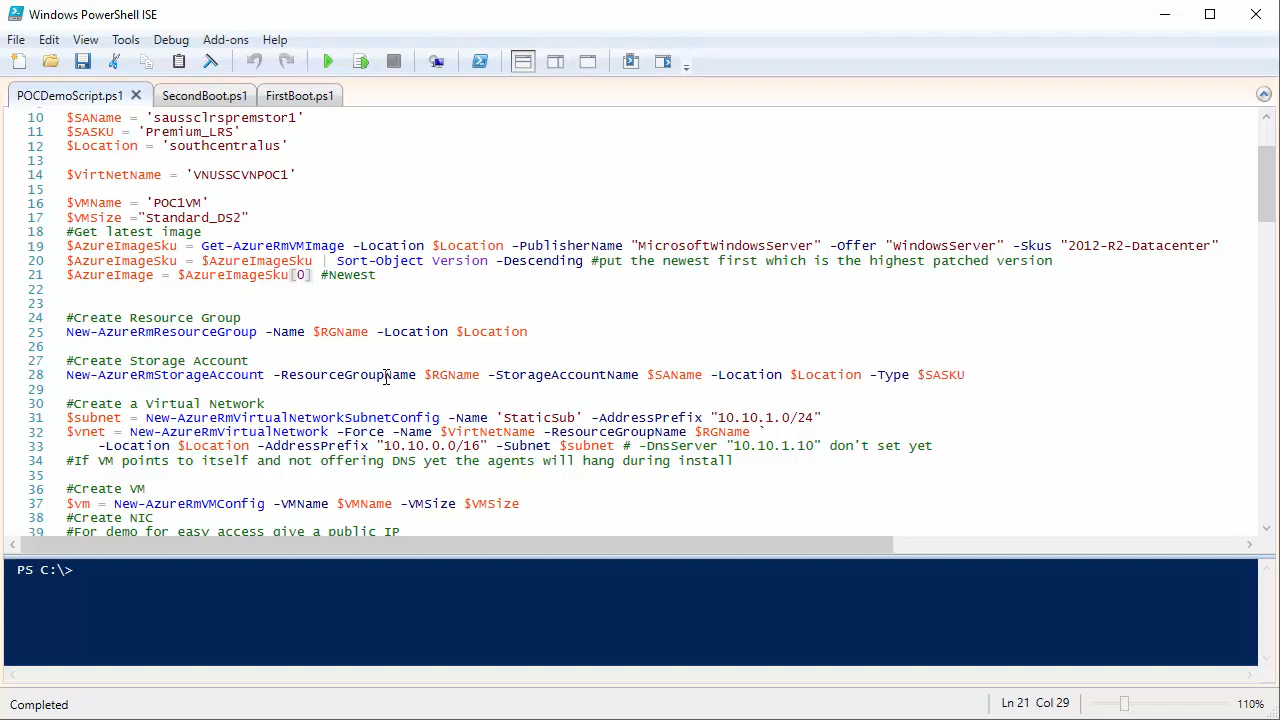 Windows PowerShell ISE
File Edit View Tools Debug Add-ons Help
POCDemoScript.ps1 SecondBoot.ps1 FirstBoot.ps1
10 $SAName = 'saussclrspremstor1'
11 $SASKU = 'Premium_LRS'
12 $Location = 'southcentralus'
13
14 $VirtNetName = 'VNUSSCVNPOC1'
15
16 $VMName = 'POC1VM'
17 $VMSize ="Standard_DS2"
18 #Get latest image
19 $AzureImageSku = Get-AzureRmVMImage -Location $Location -PublisherName "MicrosoftWindowsServer" -Offer "WindowsServer" -Skus "2012-R2-Datacenter"
20 $AzureImageSku = $AzureImageSku | Sort-Object Version -Descending #put the newest first which is the highest patched version
21 $AzureImage = $AzureImageSku[0] #Newest
22
23
24 #Create Resource Group
25 New-AzureRmResourceGroup -Name $RGName -Location $Location
26
27 #Create Storage Account
28 New-AzureRmStorageAccount -ResourceGroupName $RGName -StorageAccountName $SAName -Location $Location -Type $SASKU
29
30 #Create a Virtual Network
31 $subnet = New-AzureRmVirtualNetworkSubnetConfig -Name 'StaticSub' -AddressPrefix "10.10.1.0/24"
32 $vnet = New-AzureRmVirtualNetwork -Force -Name $VirtNetName -ResourceGroupName $RGName `
33 -Location $Location -AddressPrefix "10.10.0.0/16" -Subnet $subnet # -DnsServer "10.10.1.10" don't set yet
34 #If VM points to itself and not offering DNS yet the agents will hang during install
35
36 #Create VM
37 $vm = New-AzureRmVMConfig -VMName $VMName -VMSize $VMSize
38 #Create NIC
39 #For demo for easy access give a public IP
PS C:\>
Completed Ln 21 Col 29 110%